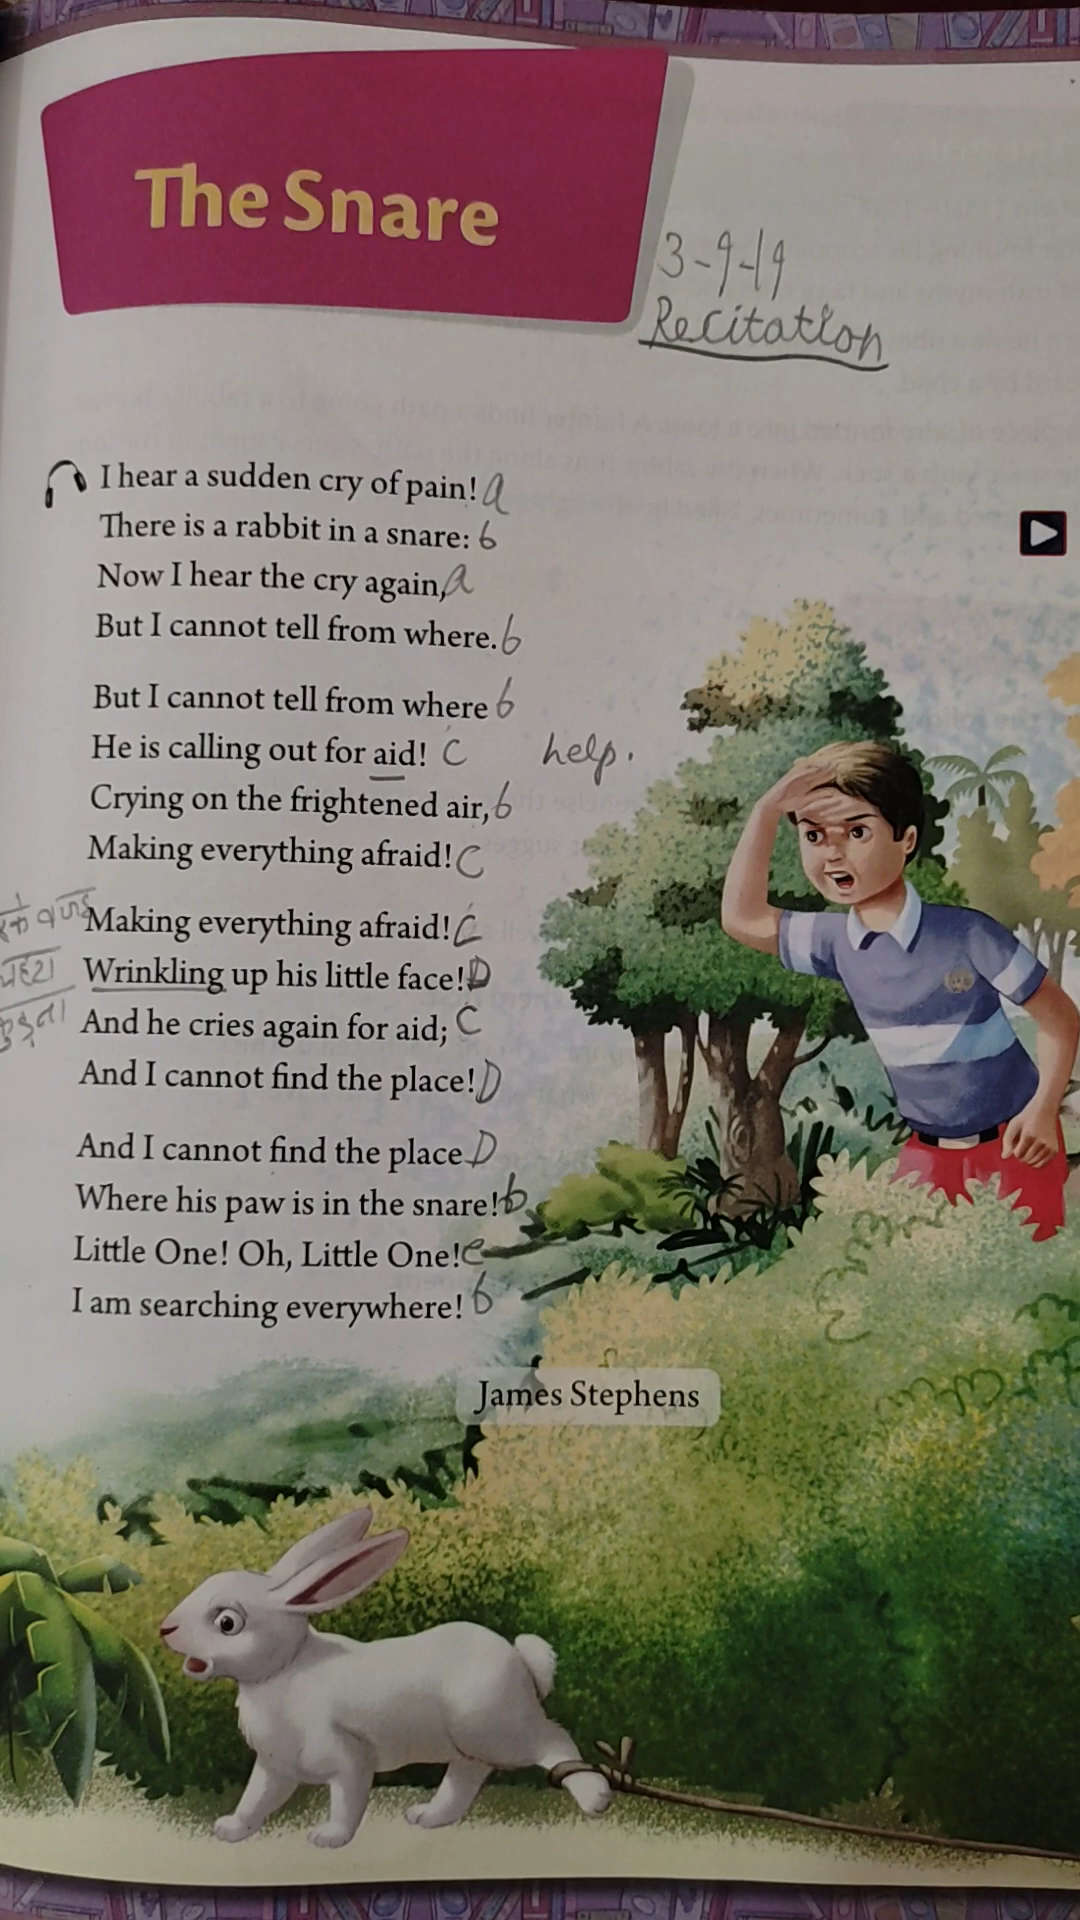 The Snare
3-9-19
Recitation
I hear a sudden cry of pain! a
There is a rabbit in a snare: b
Now I hear the cry again, a
But I cannot tell from where. b
But I cannot tell from where b
He is calling out for aid! C help.
Crying on the frightened air, b
Making everything afraid! C
Making everything afraid! C
Wrinkling up his little face! D
And he cries again for aid; C
And I cannot find the place! D
And I cannot find the place D
Where his paw is in the snare! b
Little One! Oh, Little One! e
I am searching everywhere! b
James Stephens